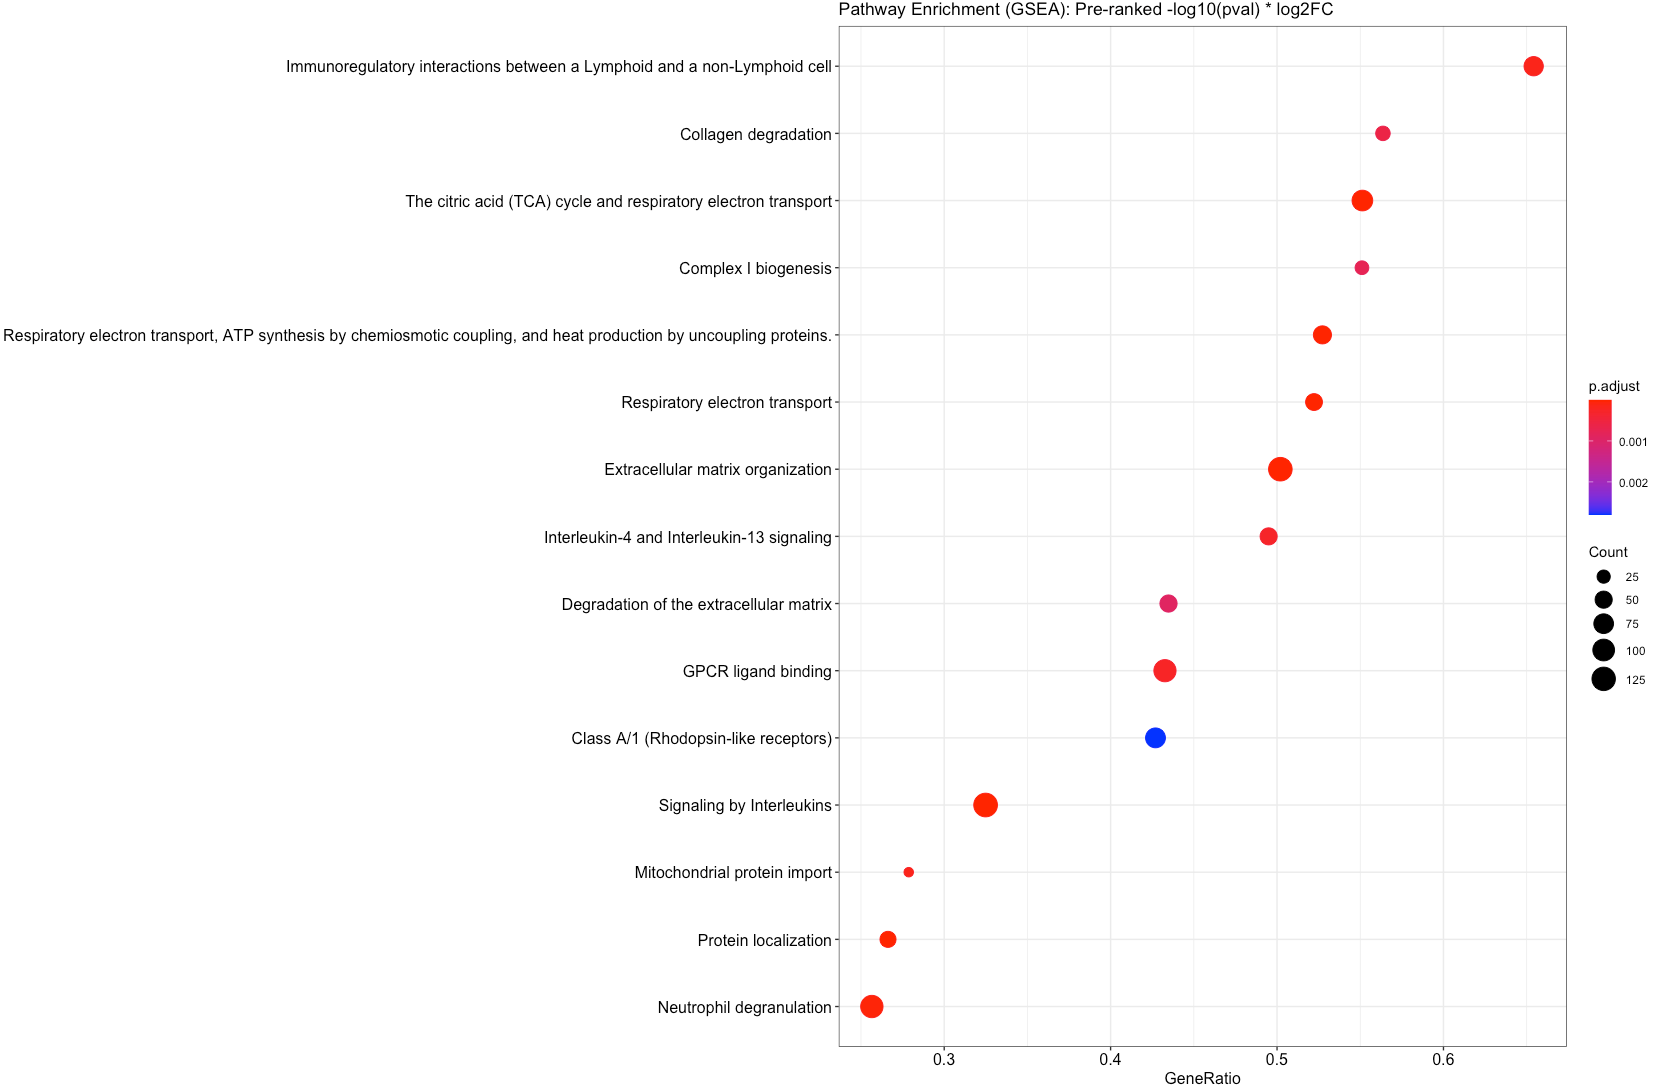 Pathway Enrichment (GSEA): Pre-ranked -log10(pval) * log2FC
Immunoregulatory interactions between a Lymphoid and a non-Lymphoid cell
Collagen degradation
The citric acid (TCA) cycle and respiratory electron transport
Complex I biogenesis
Respiratory electron transport, ATP synthesis by chemiosmotic coupling, and heat production by uncoupling proteins.
Respiratory electron transport
Extracellular matrix organization
Interleukin-4 and Interleukin-13 signaling
Degradation of the extracellular matrix
GPCR ligand binding
Class A/1 (Rhodopsin-like receptors)
Signaling by Interleukins
Mitochondrial protein import
Protein localization
Neutrophil degranulation
0.3 0.4 0.5 0.6
GeneRatio
p.adjust
0.001
0.002
Count
25
50
75
100
125